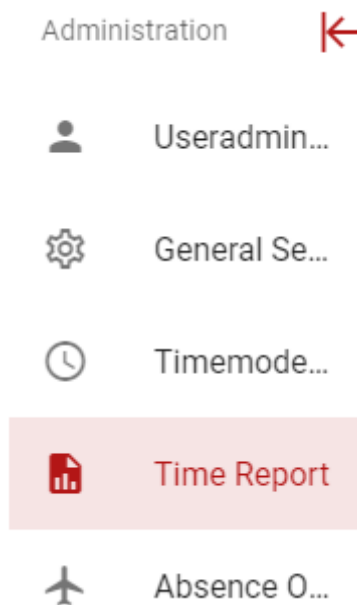 Administration
Useradmin...
General Se...
Timemode...
Time Report
Absence O...